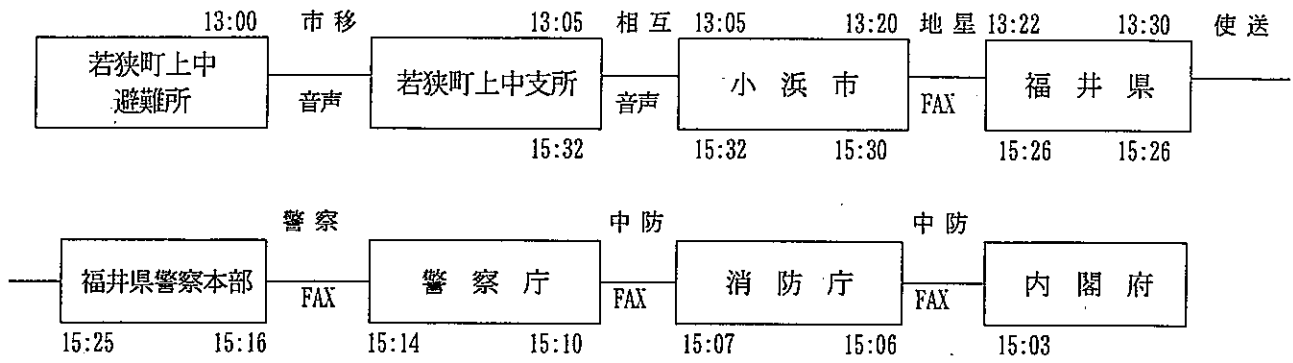 13:00 市移 13:05 相互 13:05 13:20 地星 13:22 13:30 使送
若狭町上中
避難所
音声
若狭町上中支所
音声
小浜市
FAX
福井県
15:32 15:32 15:30 15:26 15:26
警察 中防 中防
福井県警察本部
FAX
警察庁
FAX
消防庁
FAX
内閣府
15:25 15:16 15:14 15:10 15:07 15:06 15:03